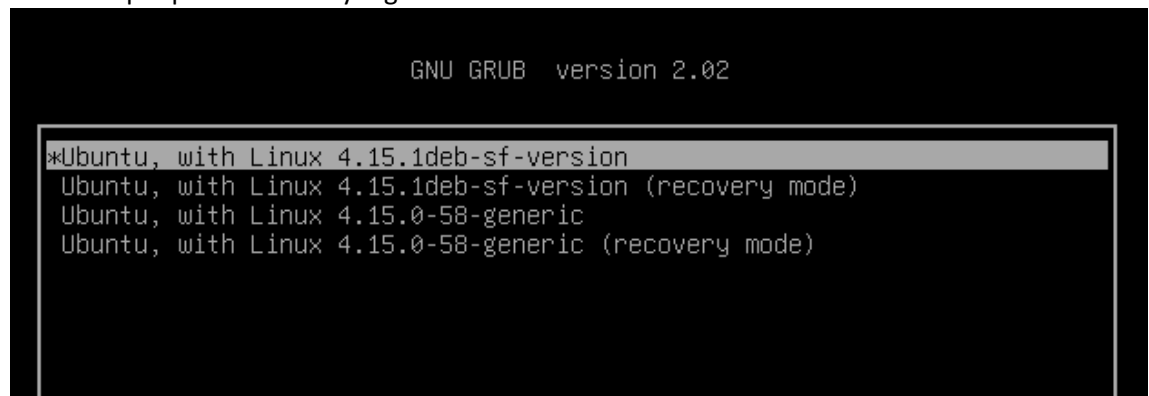 GNU GRUB version 2.02
*Ubuntu, with Linux 4.15.1deb-sf-version
Ubuntu, with Linux 4.15.1deb-sf-version (recovery mode)
Ubuntu, with Linux 4.15.0-58-generic
Ubuntu, with Linux 4.15.0-58-generic (recovery mode)